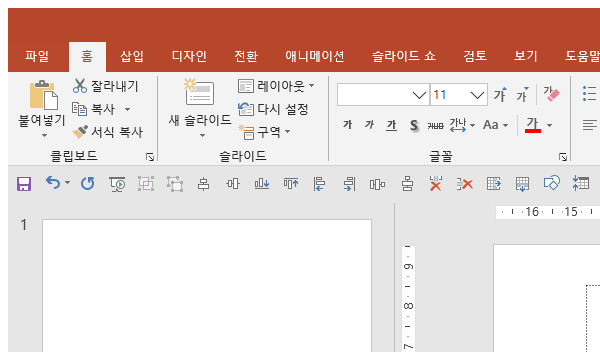 파일 홈 삽입 디자인 전환 애니메이션 슬라이드 쇼 검토 보기 도움말
붙여넣기 잘라내기
복사
서식 복사
클립보드
새 슬라이드 레이아웃
다시 설정
구역
슬라이드
11 가 가 가
가 가 가 S 가나다 간나 Aa 가
글꼴
1
16 15
9
8
7